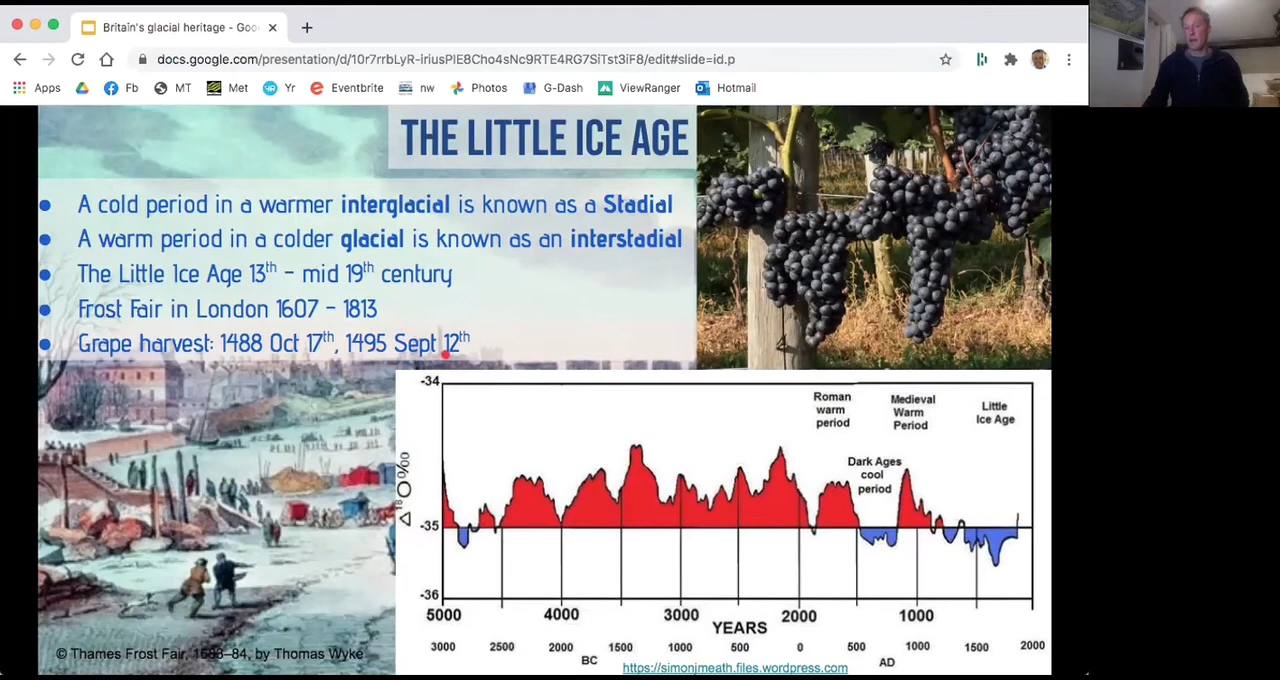 Britain's glacial heritage - Goo
docs.google.com/presentation/d/10r7rrbLyR-iriusPlE8Cho4sNc9RTE4RG7SiTst3iF8/edit#slide=id.p
Apps Fb MT Met Yr Eventbrite nw Photos G-Dash ViewRanger Hotmail
THE LITTLE ICE AGE
● A cold period in a warmer interglacial is known as a Stadial
● A warm period in a colder glacial is known as an interstadial
● The Little Ice Age 13th – mid 19th century
● Frost Fair in London 1607 – 1813
● Grape harvest: 1488 Oct 17th, 1495 Sept 12th
© Thames Frost Fair, 1683–84, by Thomas Wyke
-34
-35
-36
Δ18O‰
Roman warm period
Medieval Warm Period
Little Ice Age
Dark Ages cool period
5000 4000 3000 2000 1000
YEARS
3000 2500 2000 1500 1000 500 0 500 1000 1500 2000
BC AD
https://simonjmeath.files.wordpress.com